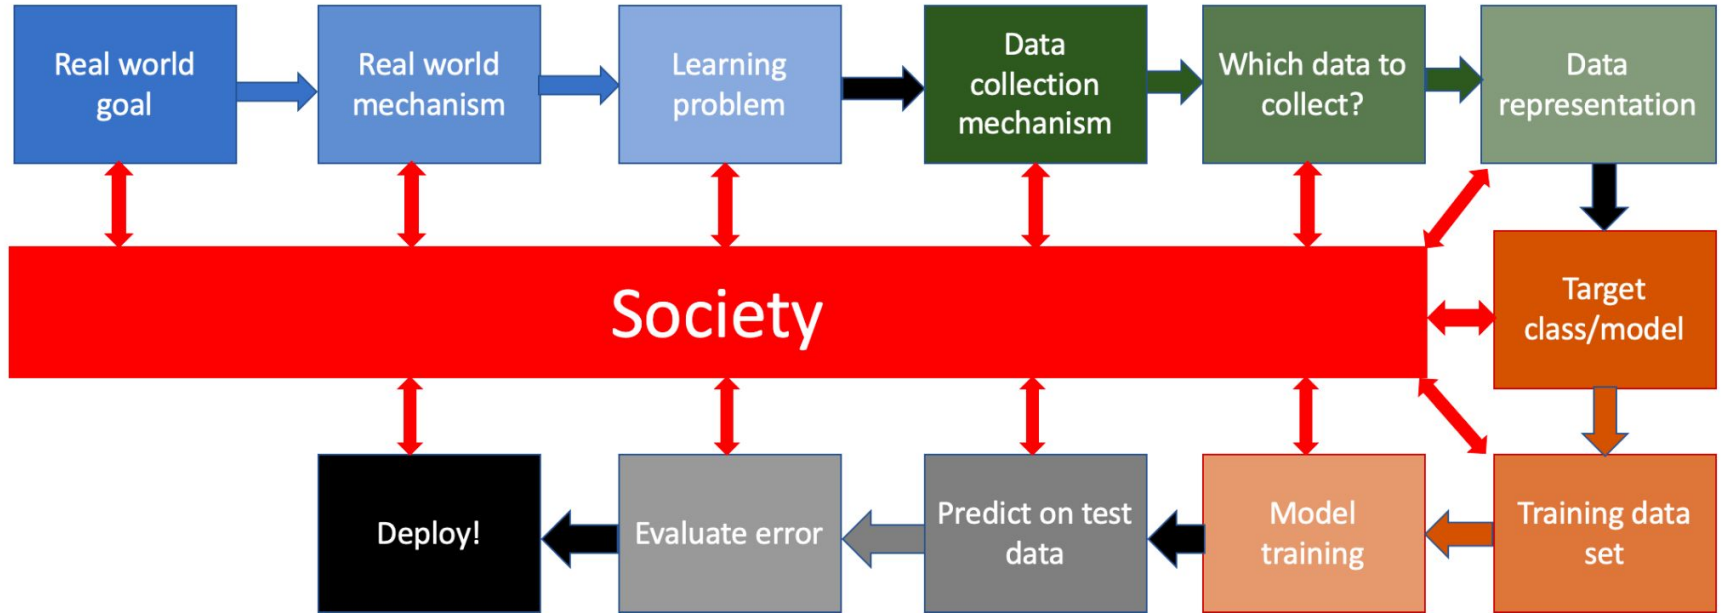 Real world
goal
Real world
mechanism
Learning
problem
Data
collection
mechanism
Which data to
collect?
Data
representation
Society
Target
class/model
Deploy!
Evaluate error
Predict on test
data
Model
training
Training data
set